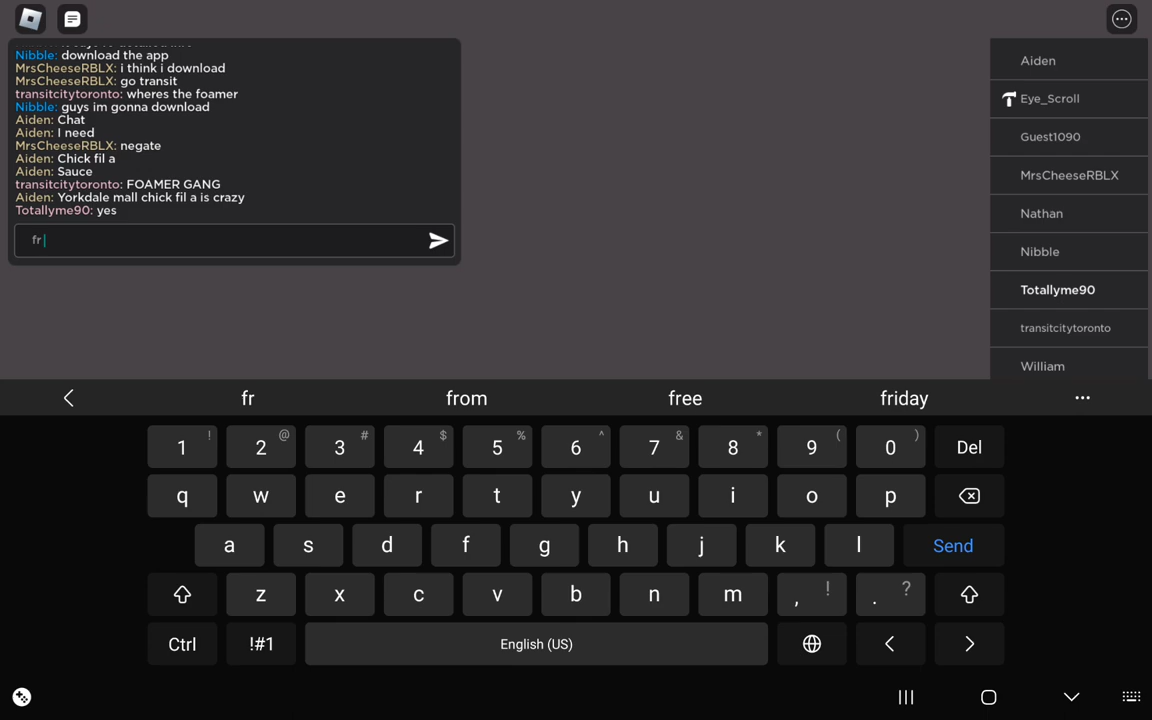 Nibble: download the app
MrsCheeseRBLX: i think i download
MrsCheeseRBLX: go transit
transitcitytoronto: wheres the foamer
Nibble: guys im gonna download
Aiden: Chat
Aiden: I need
MrsCheeseRBLX: negate
Aiden: Chick fil a
Aiden: Sauce
transitcitytoronto: FOAMER GANG
Aiden: Yorkdale mall chick fil a is crazy
Totallyme90: yes
fr
Aiden
Eye_Scroll
Guest1090
MrsCheeseRBLX
Nathan
Nibble
Totallyme90
transitcitytoronto
William
fr from free friday
1 ! 2 @ 3 # 4 $ 5 % 6 ^ 7 & 8 * 9 ( 0 ) Del
q w e r t y u i o p
a s d f g h j k l Send
z x c v b n m , ! . ?
Ctrl !#1 English (US) < >